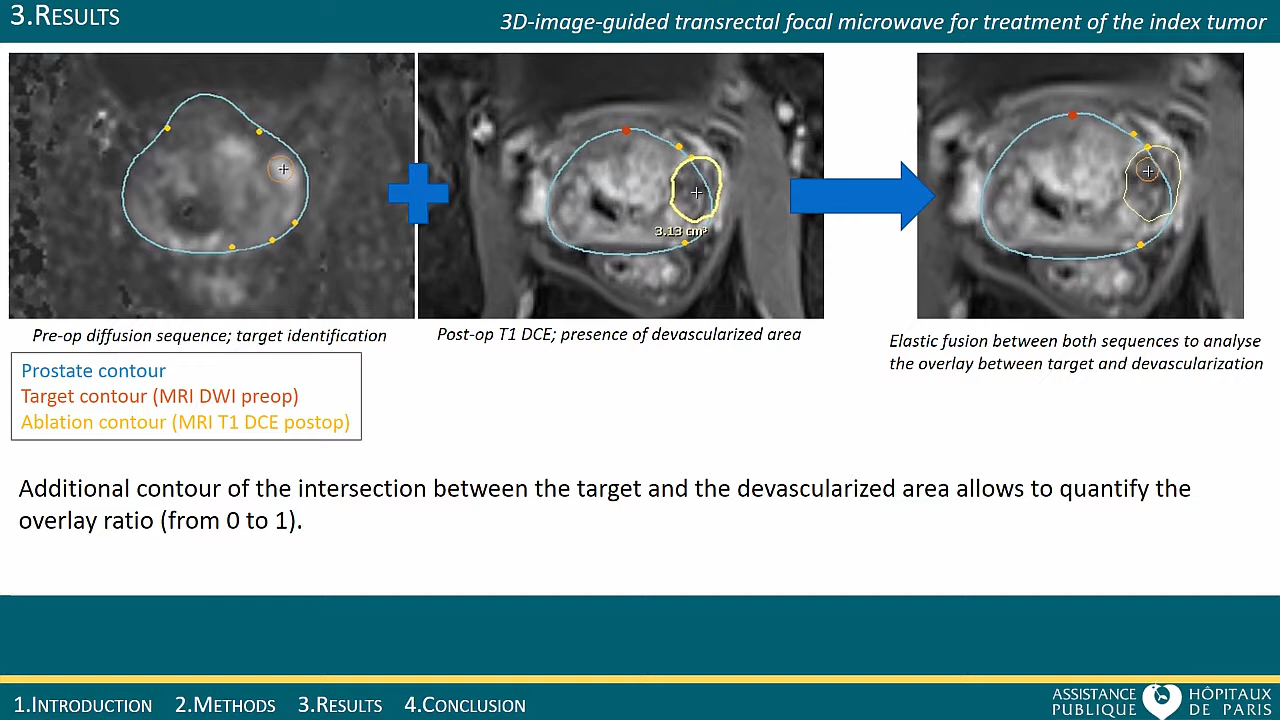 3.Results
3D-image-guided transrectal focal microwave for treatment of the index tumor
3.13 cm³
Pre-op diffusion sequence; target identification
Post-op T1 DCE; presence of devascularized area
Elastic fusion between both sequences to analyse
the overlay between target and devascularization
Prostate contour
Target contour (MRI DWI preop)
Ablation contour (MRI T1 DCE postop)
Additional contour of the intersection between the target and the devascularized area allows to quantify the
overlay ratio (from 0 to 1).
1.Introduction 2.Methods 3.Results 4.Conclusion
ASSISTANCE PUBLIQUE
HÔPITAUX DE PARIS